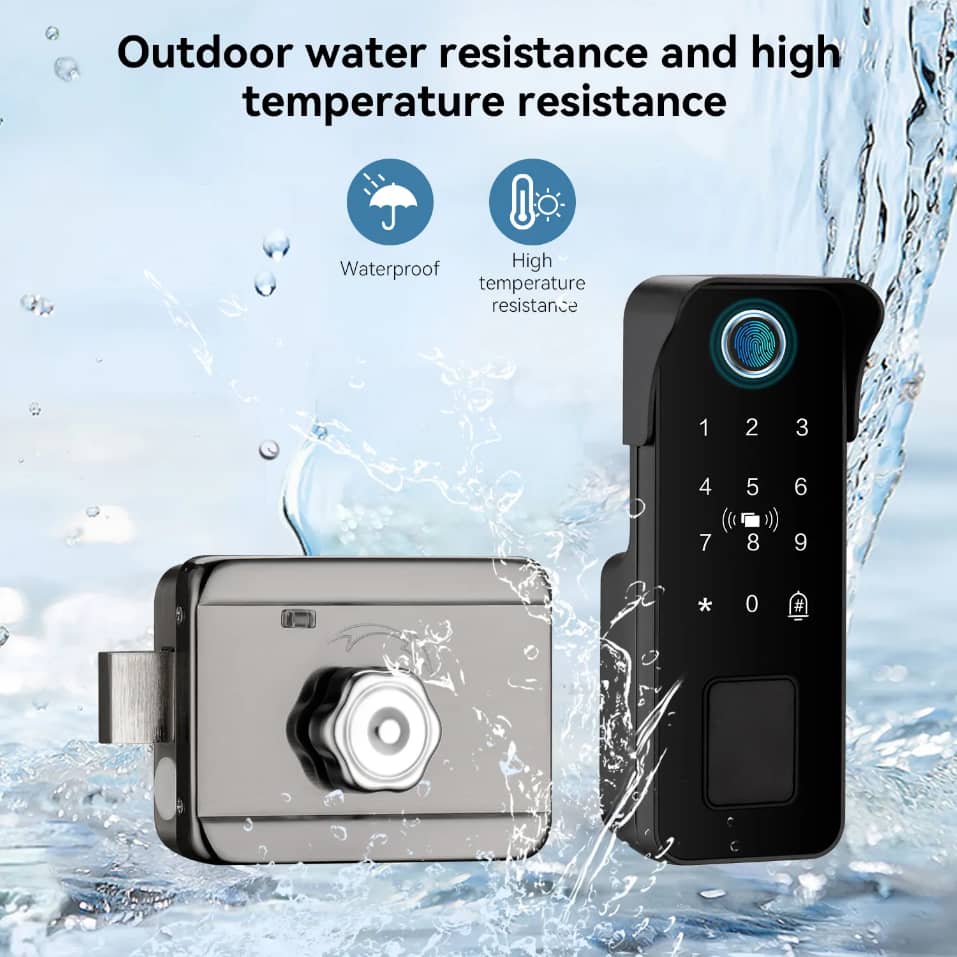 Outdoor water resistance and high
temperature resistance
Waterproof
High
temperature
resistance
1 2 3
4 5 6
7 8 9
* 0 #